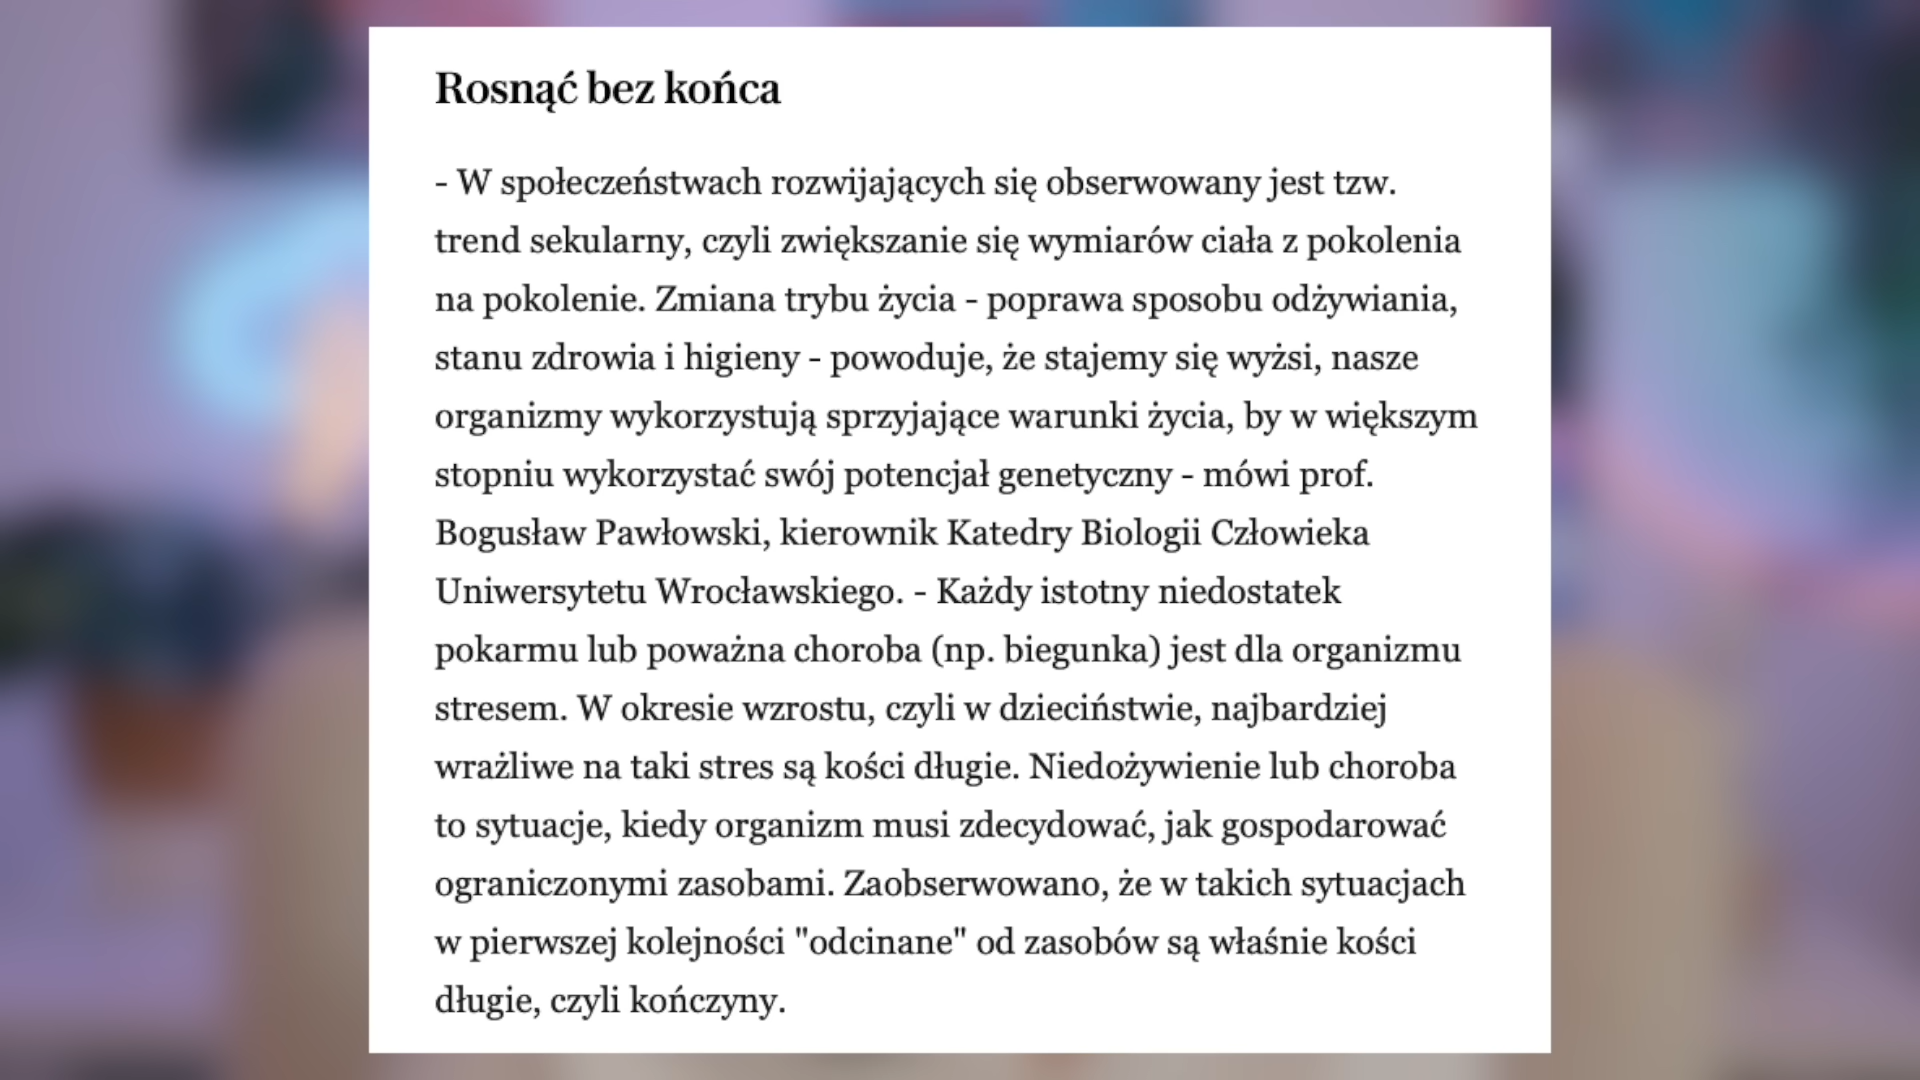 Rosnąć bez końca
- W społeczeństwach rozwijających się obserwowany jest tzw.
trend sekularny, czyli zwiększanie się wymiarów ciała z pokolenia
na pokolenie. Zmiana trybu życia - poprawa sposobu odżywiania,
stanu zdrowia i higieny - powoduje, że stajemy się wyżsi, nasze
organizmy wykorzystują sprzyjające warunki życia, by w większym
stopniu wykorzystać swój potencjał genetyczny - mówi prof.
Bogusław Pawłowski, kierownik Katedry Biologii Człowieka
Uniwersytetu Wrocławskiego. - Każdy istotny niedostatek
pokarmu lub poważna choroba (np. biegunka) jest dla organizmu
stresem. W okresie wzrostu, czyli w dzieciństwie, najbardziej
wrażliwe na taki stres są kości długie. Niedożywienie lub choroba
to sytuacje, kiedy organizm musi zdecydować, jak gospodarować
ograniczonymi zasobami. Zaobserwowano, że w takich sytuacjach
w pierwszej kolejności "odcinane" od zasobów są właśnie kości
długie, czyli kończyny.